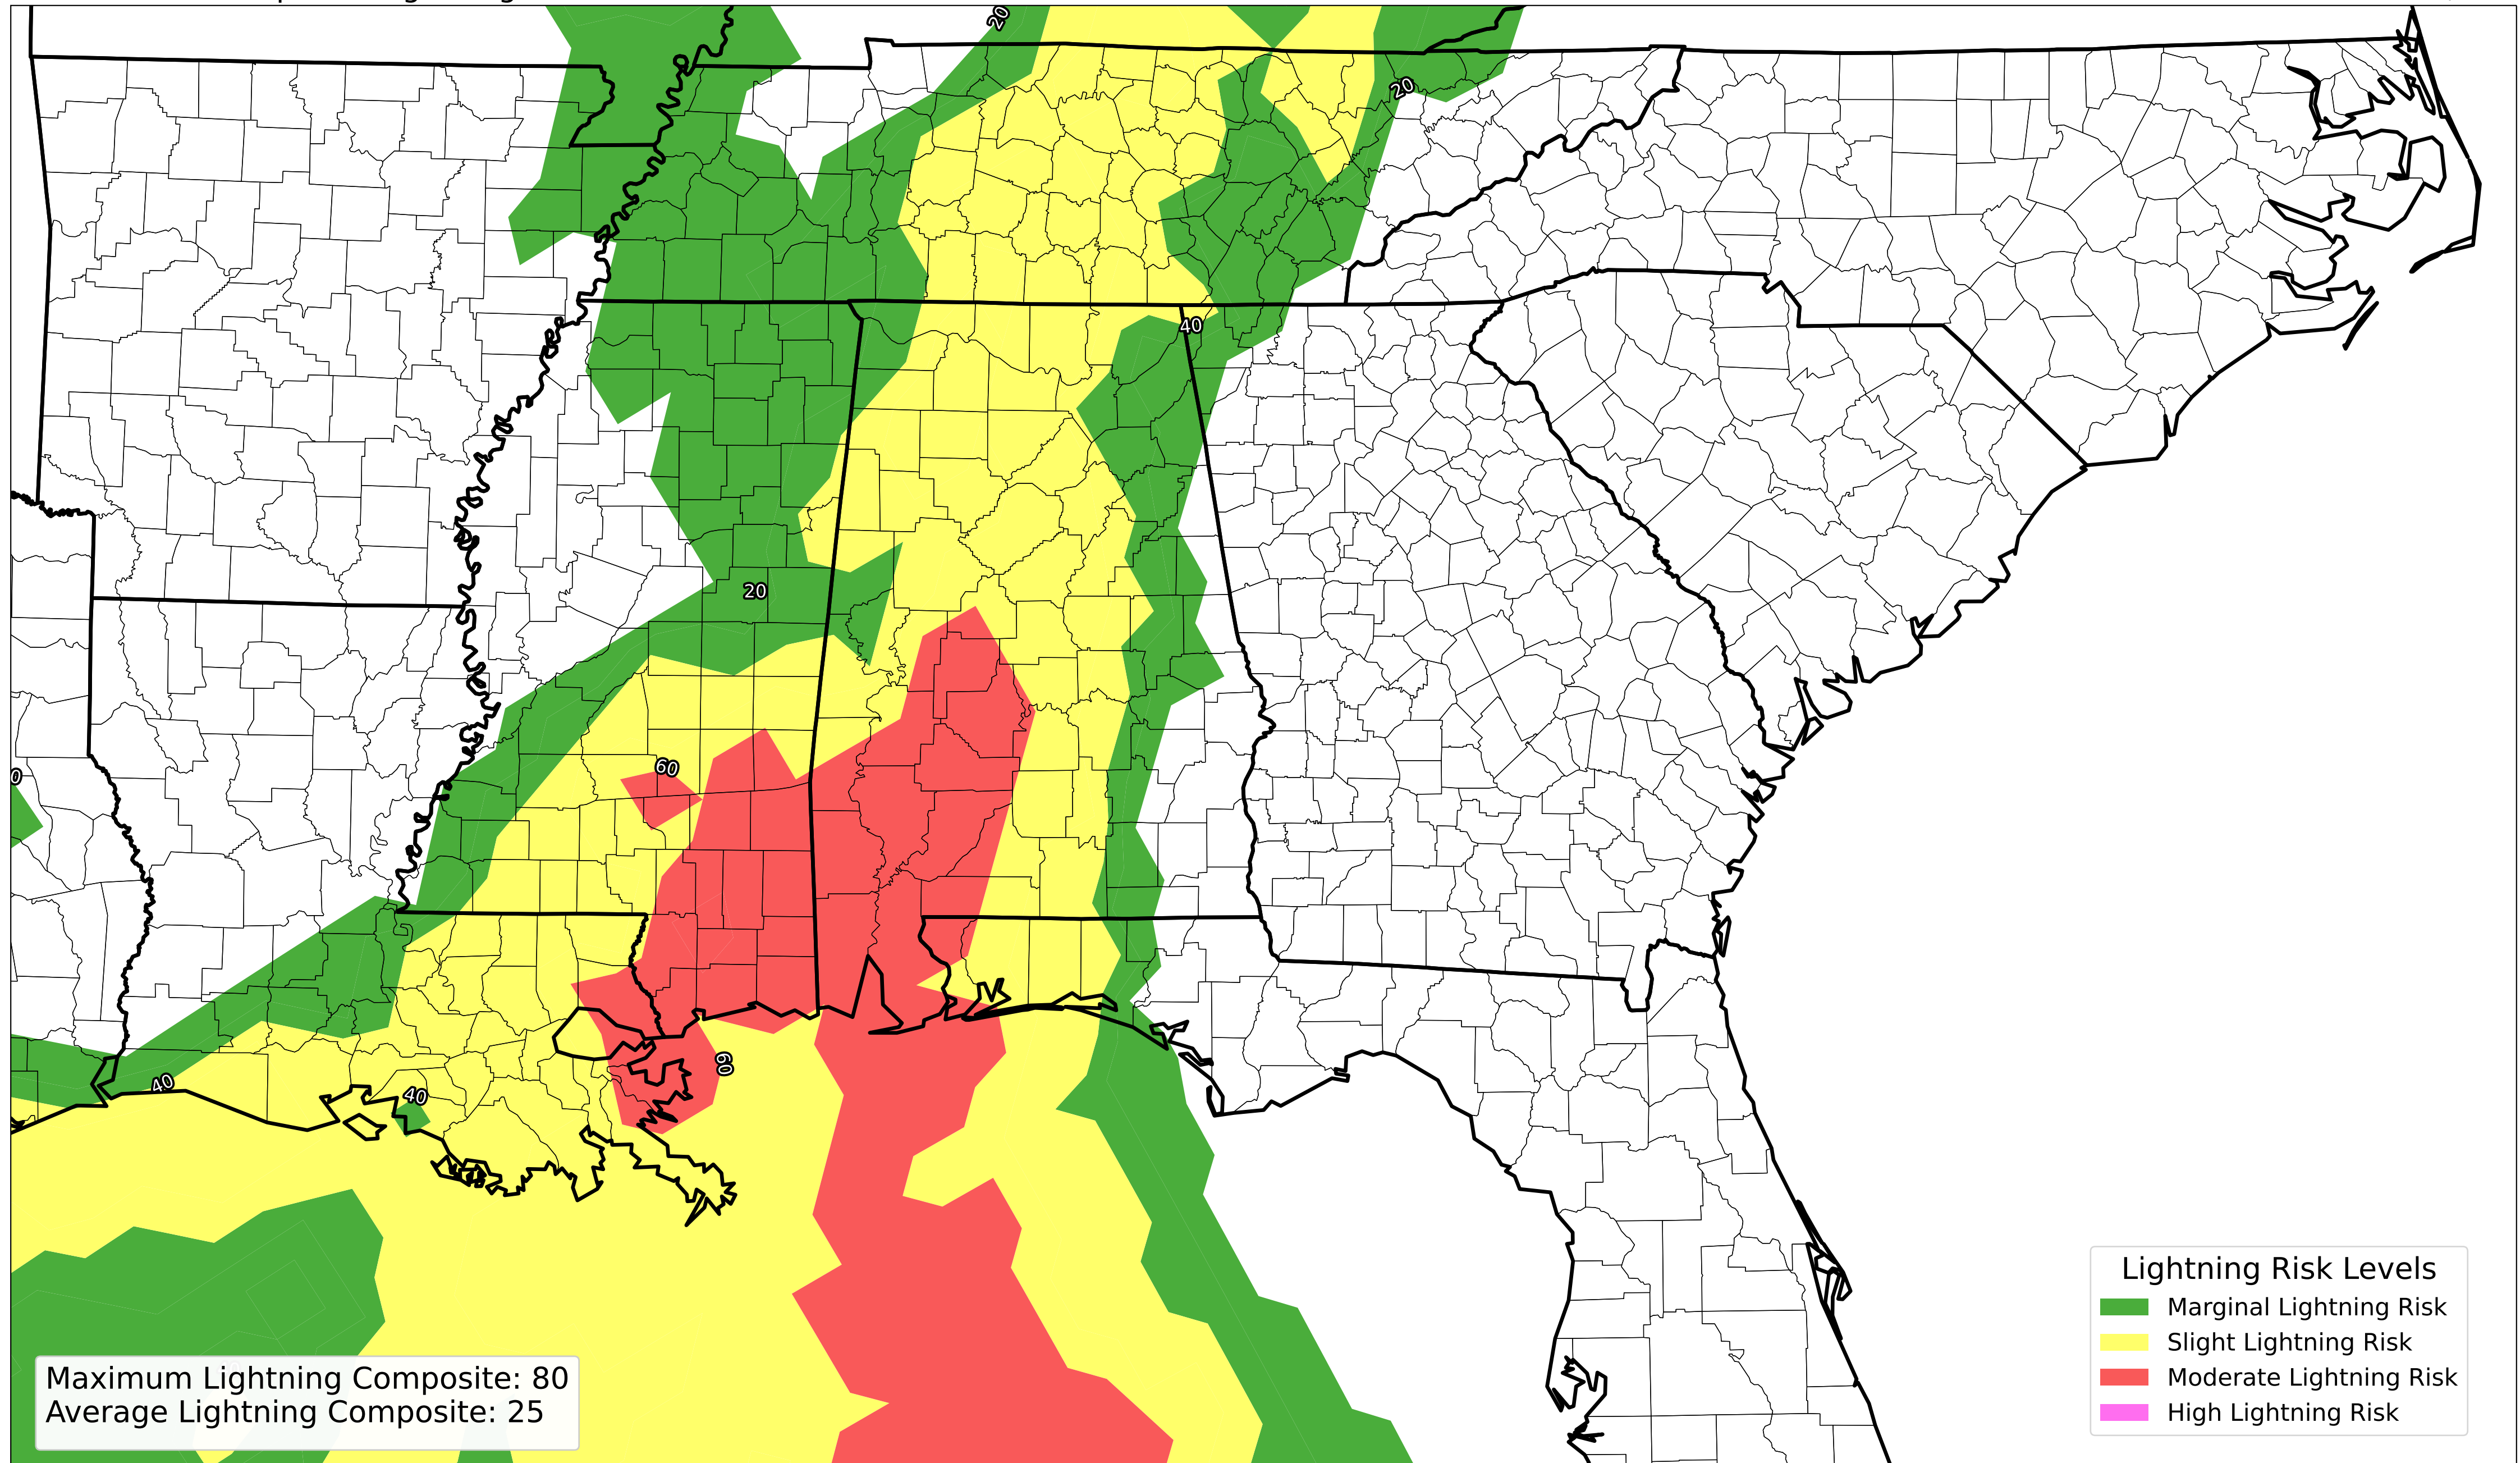 20
20
40
20
60
0
60
40
40
Lightning Risk Levels
Marginal Lightning Risk
Slight Lightning Risk
Moderate Lightning Risk
High Lightning Risk
Maximum Lightning Composite: 80
Average Lightning Composite: 25